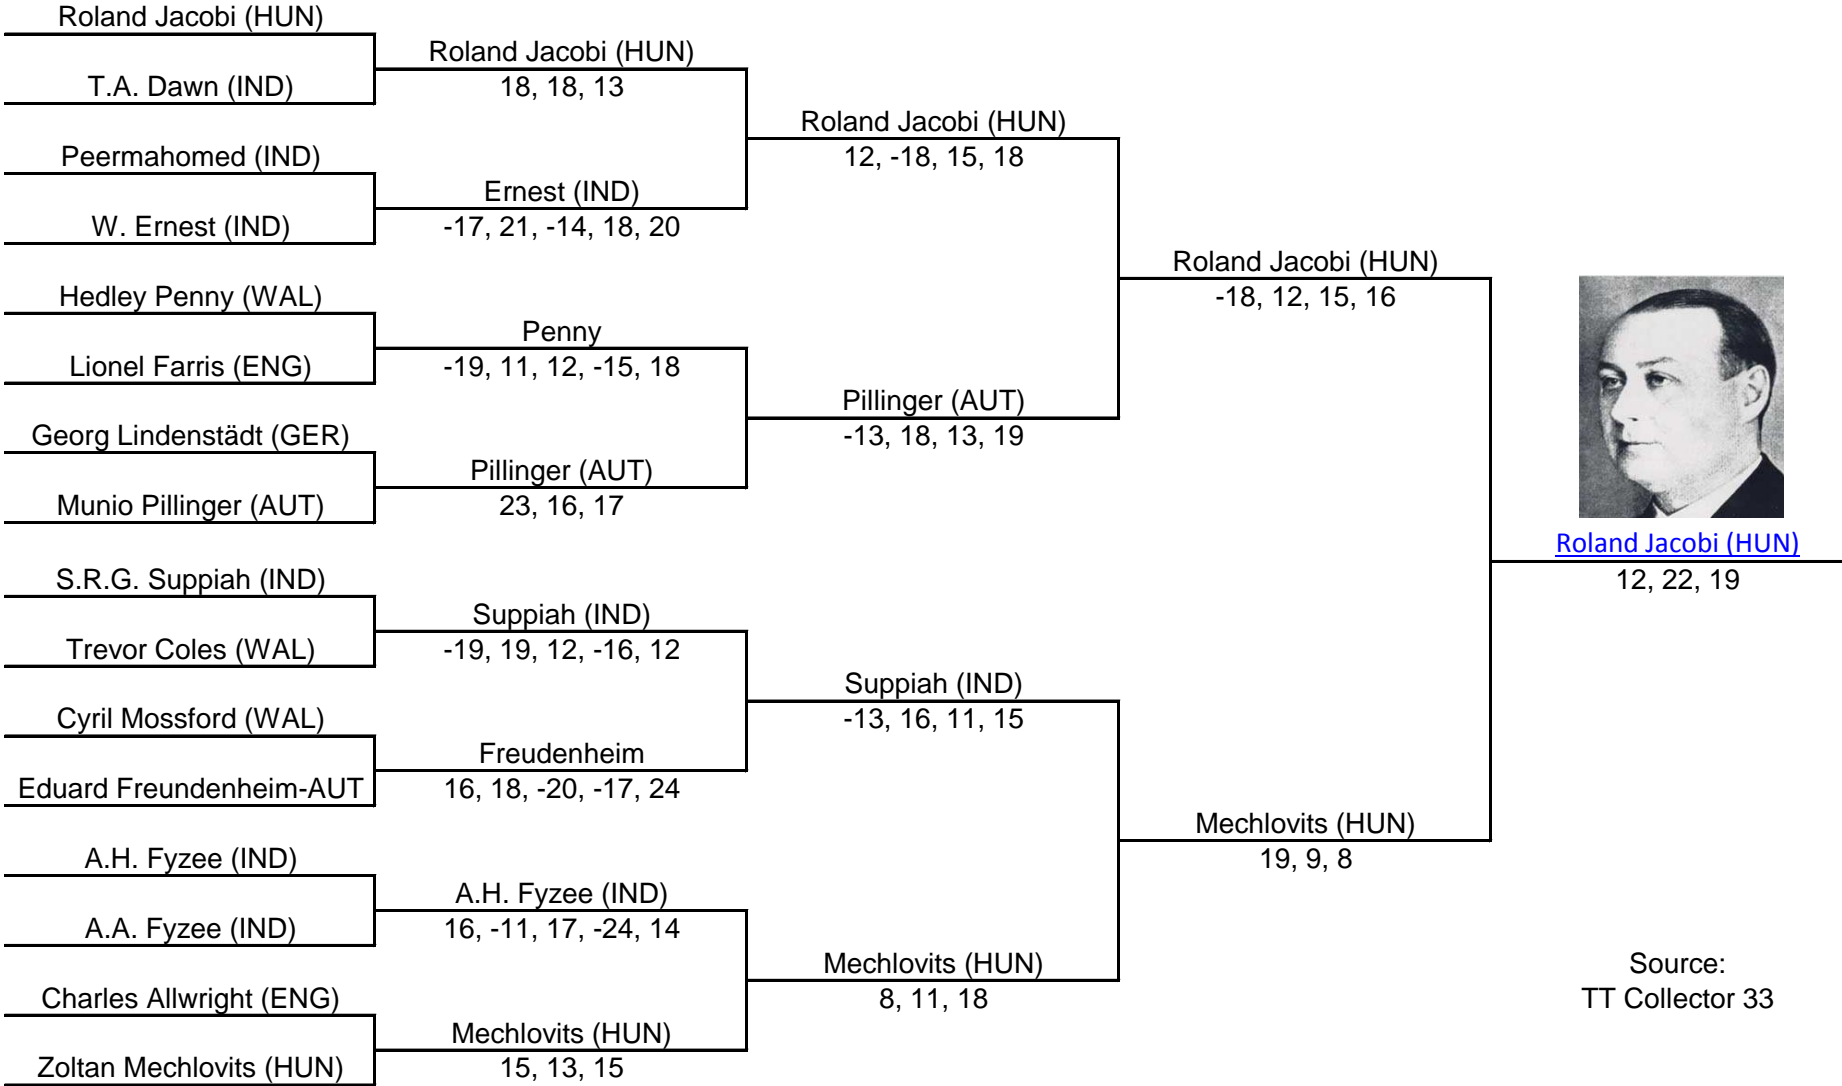 Roland Jacobi (HUN)
T.A. Dawn (IND)
Peermahomed (IND)
W. Ernest (IND)
Hedley Penny (WAL)
Lionel Farris (ENG)
Georg Lindenstädt (GER)
Munio Pillinger (AUT)
S.R.G. Suppiah (IND)
Trevor Coles (WAL)
Cyril Mossford (WAL)
Eduard Freundenheim-AUT
A.H. Fyzee (IND)
A.A. Fyzee (IND)
Charles Allwright (ENG)
Zoltan Mechlovits (HUN)
Roland Jacobi (HUN)
18, 18, 13
Ernest (IND)
-17, 21, -14, 18, 20
Penny
-19, 11, 12, -15, 18
Pillinger (AUT)
23, 16, 17
Suppiah (IND)
-19, 19, 12, -16, 12
Freudenheim
16, 18, -20, -17, 24
A.H. Fyzee (IND)
16, -11, 17, -24, 14
Mechlovits (HUN)
15, 13, 15
Roland Jacobi (HUN)
12, -18, 15, 18
Pillinger (AUT)
-13, 18, 13, 19
Suppiah (IND)
-13, 16, 11, 15
Mechlovits (HUN)
8, 11, 18
Roland Jacobi (HUN)
-18, 12, 15, 16
Mechlovits (HUN)
19, 9, 8
Roland Jacobi (HUN)
12, 22, 19
Source:
TT Collector 33